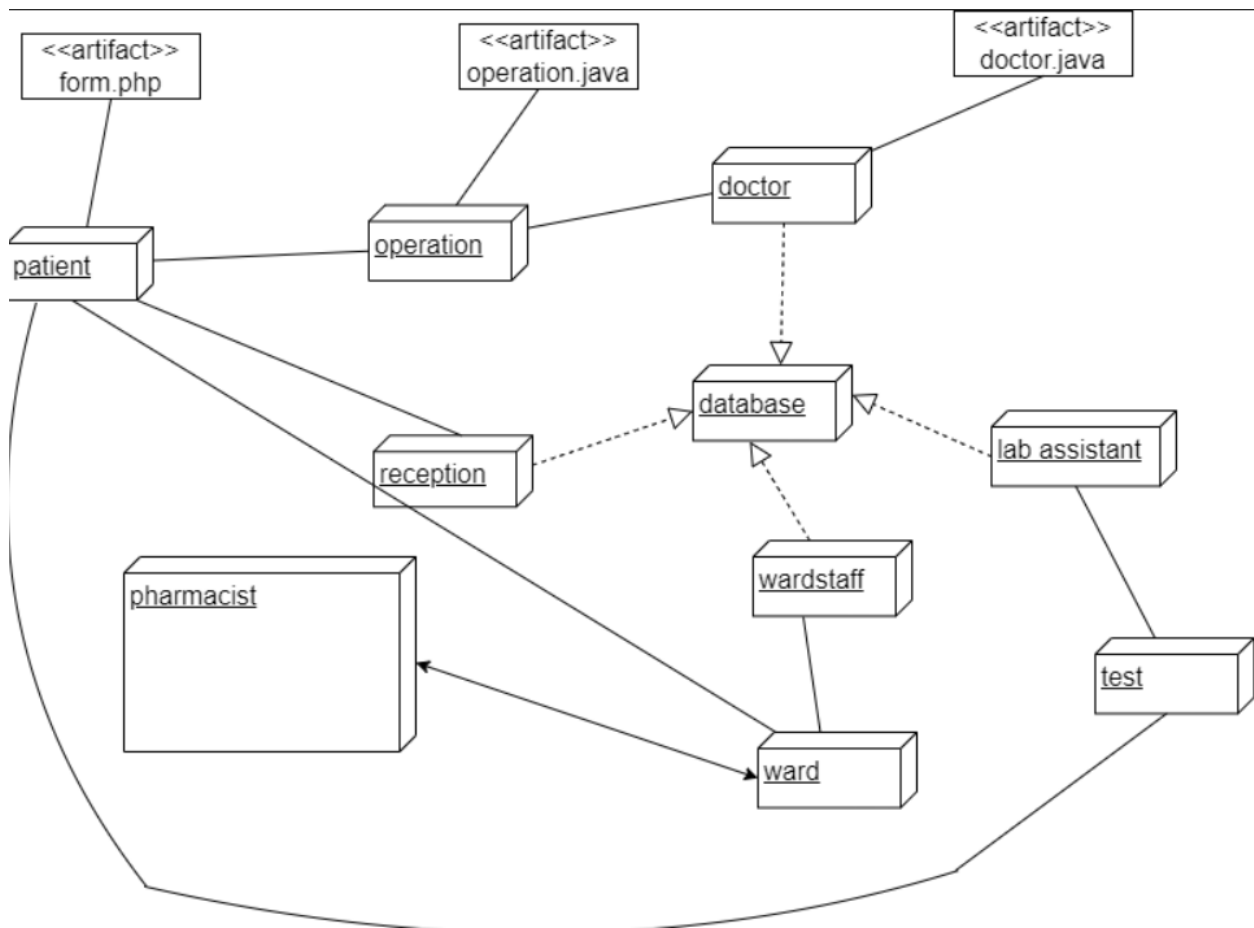 <<artifact>>
form.php
<<artifact>>
operation.java
<<artifact>>
doctor.java
doctor
operation
patient
database
lab assistant
reception
wardstaff
pharmacist
test
ward